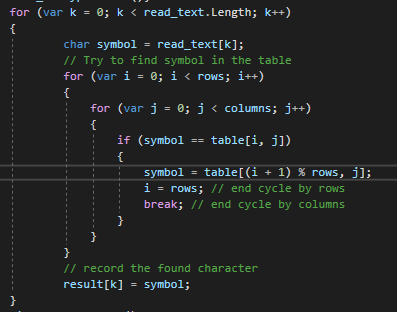 for (var k = 0; k < read_text.Length; k++)
{
char symbol = read_text[k];
// Try to find symbol in the table
for (var i = 0; i < rows; i++)
{
for (var j = 0; j < columns; j++)
{
if (symbol == table[i, j])
{
symbol = table[(i + 1) % rows, j];
i = rows; // end cycle by rows
break; // end cycle by columns
}
}
}
// record the found character
result[k] = symbol;
}